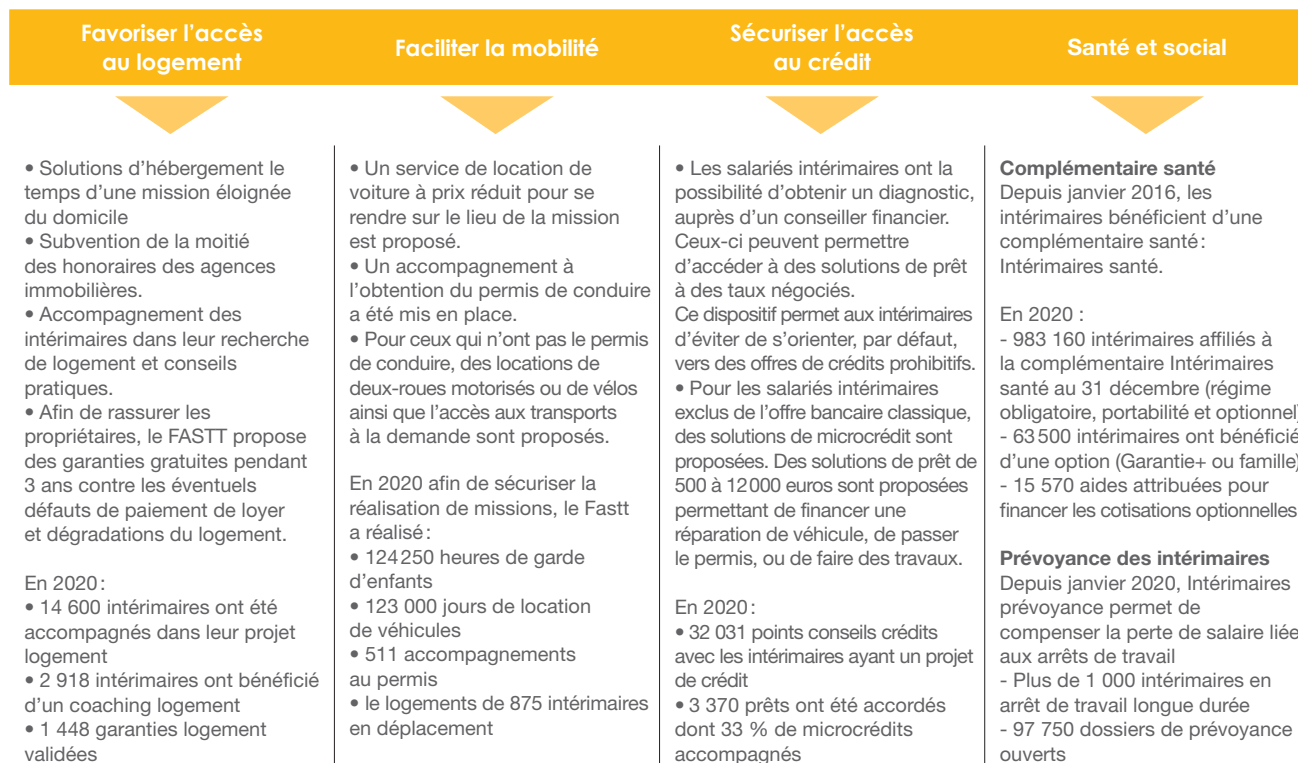 Favoriser l'accès
au logement
• Solutions d'hébergement le
temps d'une mission éloignée
du domicile
• Subvention de la moitié
des honoraires des agences
immobilières.
• Accompagnement des
intérimaires dans leur recherche
de logement et conseils
pratiques.
• Afin de rassurer les
propriétaires, le FASTT propose
des garanties gratuites pendant
3 ans contre les éventuels
défauts de paiement de loyer
et dégradations du logement.
En 2020 :
• 14 600 intérimaires ont été
accompagnés dans leur projet
logement
• 2 918 intérimaires ont bénéficié
d'un coaching logement
• 1 448 garanties logement
validées
Faciliter la mobilité
• Un service de location de
voiture à prix réduit pour se
rendre sur le lieu de la mission
est proposé.
• Un accompagnement à
l'obtention du permis de conduire
a été mis en place.
• Pour ceux qui n'ont pas le permis
de conduire, des locations de
deux-roues motorisés ou de vélos
ainsi que l'accès aux transports
à la demande sont proposés.
En 2020 afin de sécuriser la
réalisation de missions, le Fastt
a réalisé :
• 124 250 heures de garde
d'enfants
• 123 000 jours de location
de véhicules
• 511 accompagnements
au permis
• le logements de 875 intérimaires
en déplacement
Sécuriser l'accès
au crédit
• Les salariés intérimaires ont la
possibilité d'obtenir un diagnostic,
auprès d'un conseiller financier.
Ceux-ci peuvent permettre
d'accéder à des solutions de prêt
à des taux négociés.
Ce dispositif permet aux intérimaires
d'éviter de s'orienter, par défaut,
vers des offres de crédits prohibitifs.
• Pour les salariés intérimaires
exclus de l'offre bancaire classique,
des solutions de microcrédit sont
proposées. Des solutions de prêt de
500 à 12 000 euros sont proposées
permettant de financer une
réparation de véhicule, de passer
le permis, ou de faire des travaux.
En 2020 :
• 32 031 points conseils crédits
avec les intérimaires ayant un projet
de crédit
• 3 370 prêts ont été accordés
dont 33 % de microcrédits
accompagnés
Santé et social
Complémentaire santé
Depuis janvier 2016, les
intérimaires bénéficient d'une
complémentaire santé :
Intérimaires santé.
En 2020 :
- 983 160 intérimaires affiliés à
la complémentaire Intérimaires
santé au 31 décembre (régime
obligatoire, portabilité et optionnel)
- 63 500 intérimaires ont bénéficié
d'une option (Garantie+ ou famille)
- 15 570 aides attribuées pour
financer les cotisations optionnelles
Prévoyance des intérimaires
Depuis janvier 2020, Intérimaires
prévoyance permet de
compenser la perte de salaire liée
aux arrêts de travail
- Plus de 1 000 intérimaires en
arrêt de travail longue durée
- 97 750 dossiers de prévoyance
ouverts